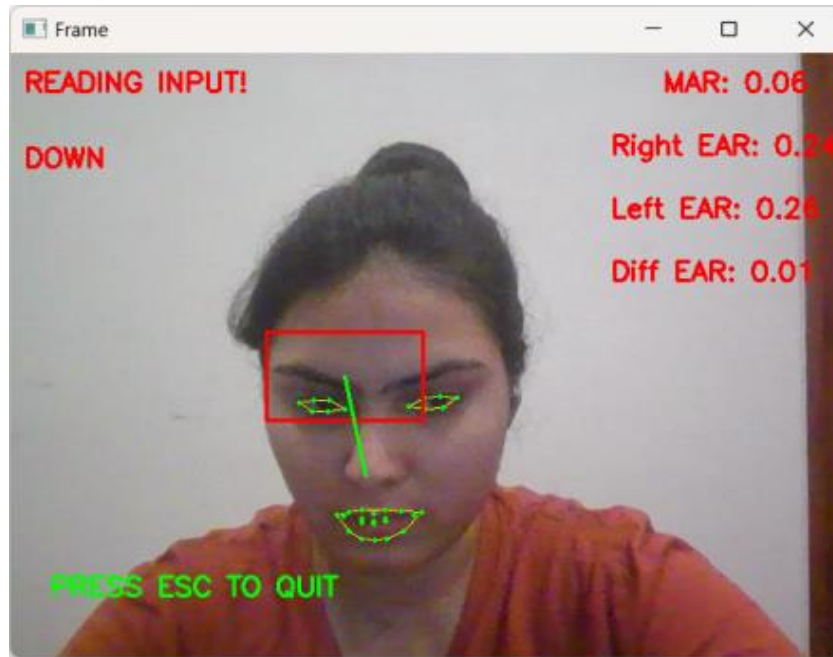 Frame
READING INPUT!
MAR: 0.06
DOWN
Right EAR: 0.24
Left EAR: 0.26
Diff EAR: 0.01
PRESS ESC TO QUIT